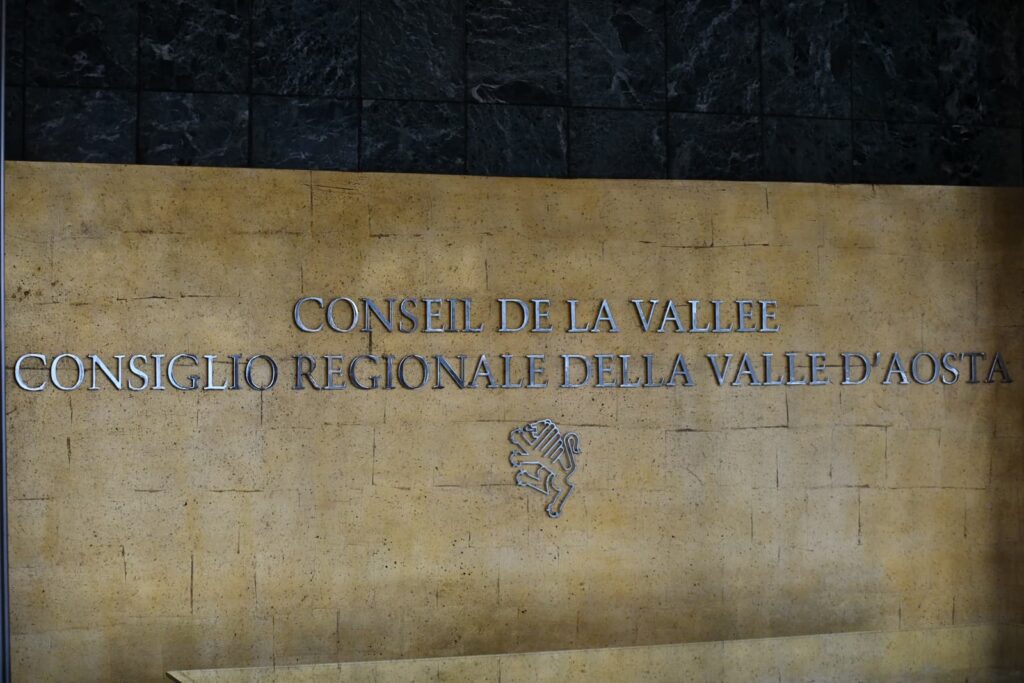 CONSEIL DE LA VALLEE
CONSIGLIO REGIONALE DELLA VALLE D'AOSTA